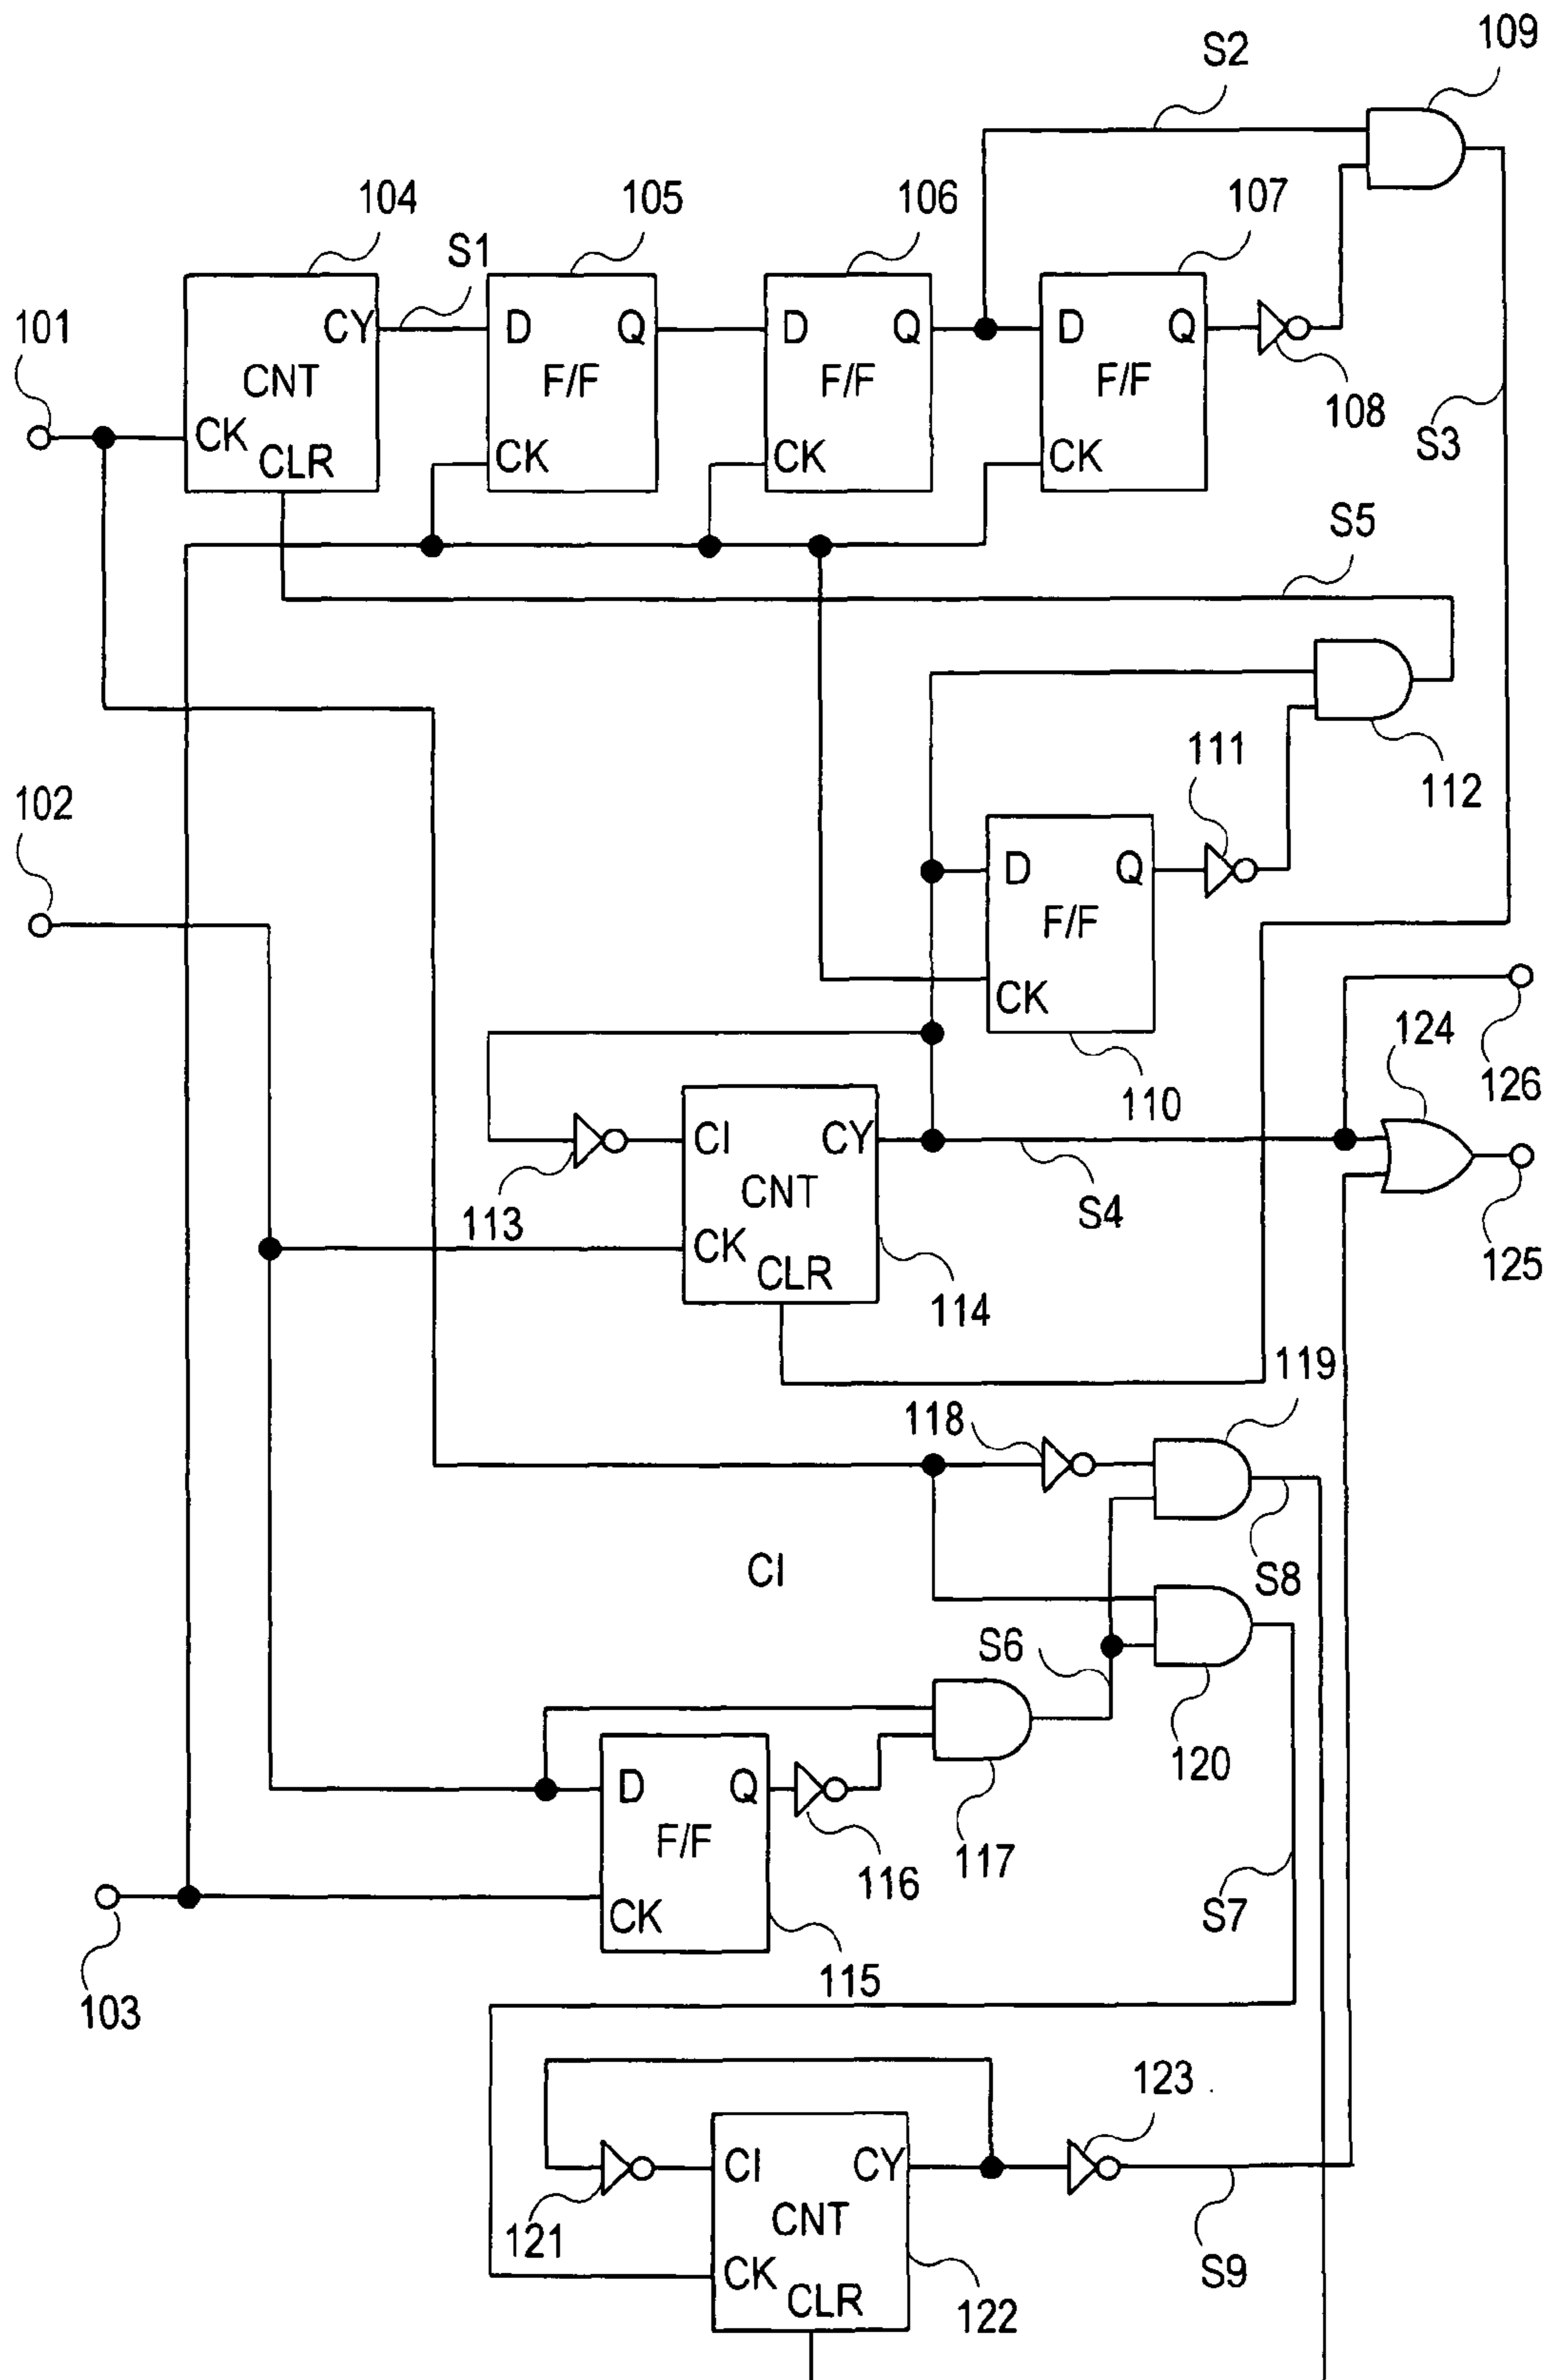 109
S2
104
105
106
107
S1
101
CY
D
Q
D
Q
D
Q
CNT
F/F
F/F
F/F
108
CK
CLR
CK
CK
CK
S3
S5
111
112
102
D
Q
F/F
CK
124
126
110
CI
CY
CNT
113
S4
CK
CLR
125
114
119
118
CI
S8
S6
120
D
Q
F/F
116
117
CK
S7
115
103
123
CI
CY
CNT
121
CK
CLR
S9
122